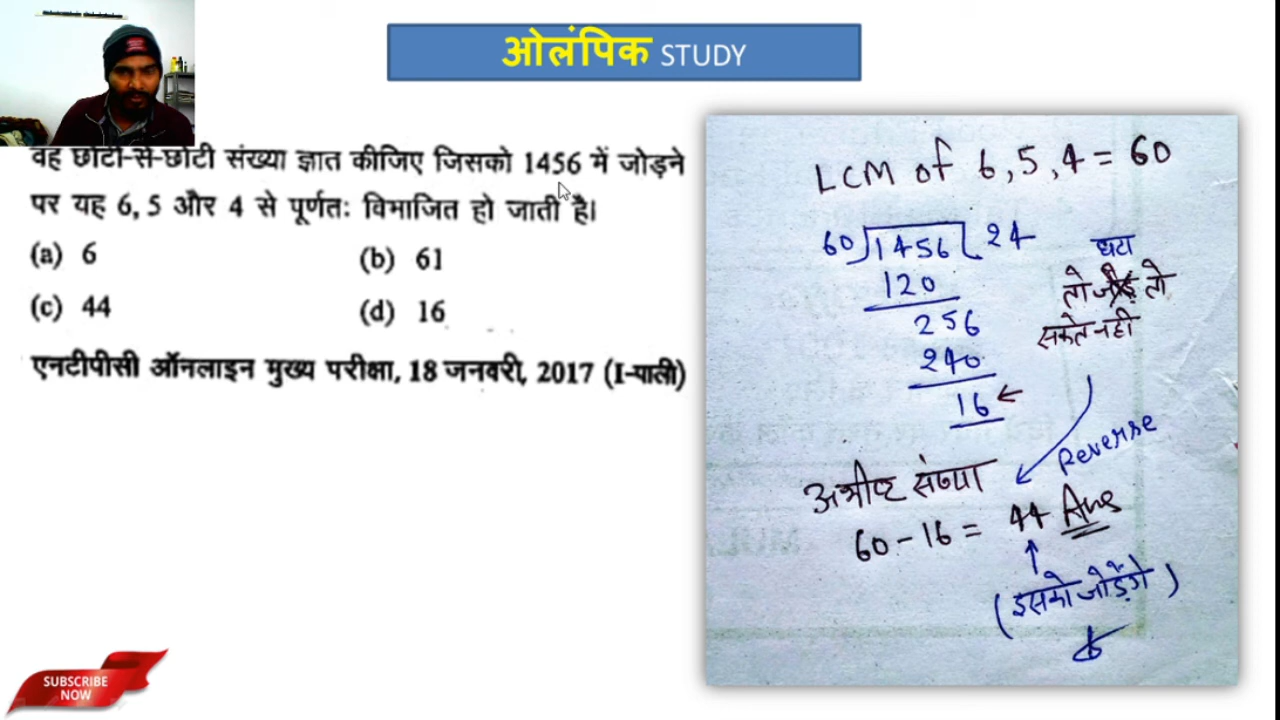 ओलंपिक STUDY
वह छोटी-से-छोटी संख्या ज्ञात कीजिए जिसको 1456 में जोड़ने
पर यह 6, 5 और 4 से पूर्णतः विभाजित हो जाती है।
(a) 6
(b) 61
(c) 44
(d) 16
एनटीपीसी ऑनलाइन मुख्य परीक्षा, 18 जनवरी, 2017 (I-पाली)
LCM of 6, 5, 4 = 60
60) 1456 ( 24
120
256
240
16 ←
घटा
तो जोड़ तो
सकते नही
Reverse
अभीष्ट संख्या
60 - 16 = 44 Ans
(इसको जोड़ेंगे)
SUBSCRIBE
NOW